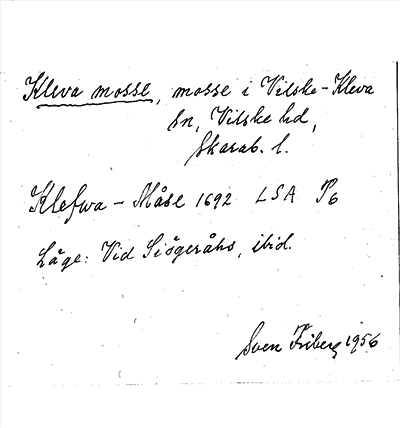 Kleva mosse, mosse i Vilske-Kleva
sn, Vilske hd,
Skarab. l.
Klefwa - Måse 1692 LSA P6
Läge: Vid Siögeråhs, ibid.
Sven Friberg 1956